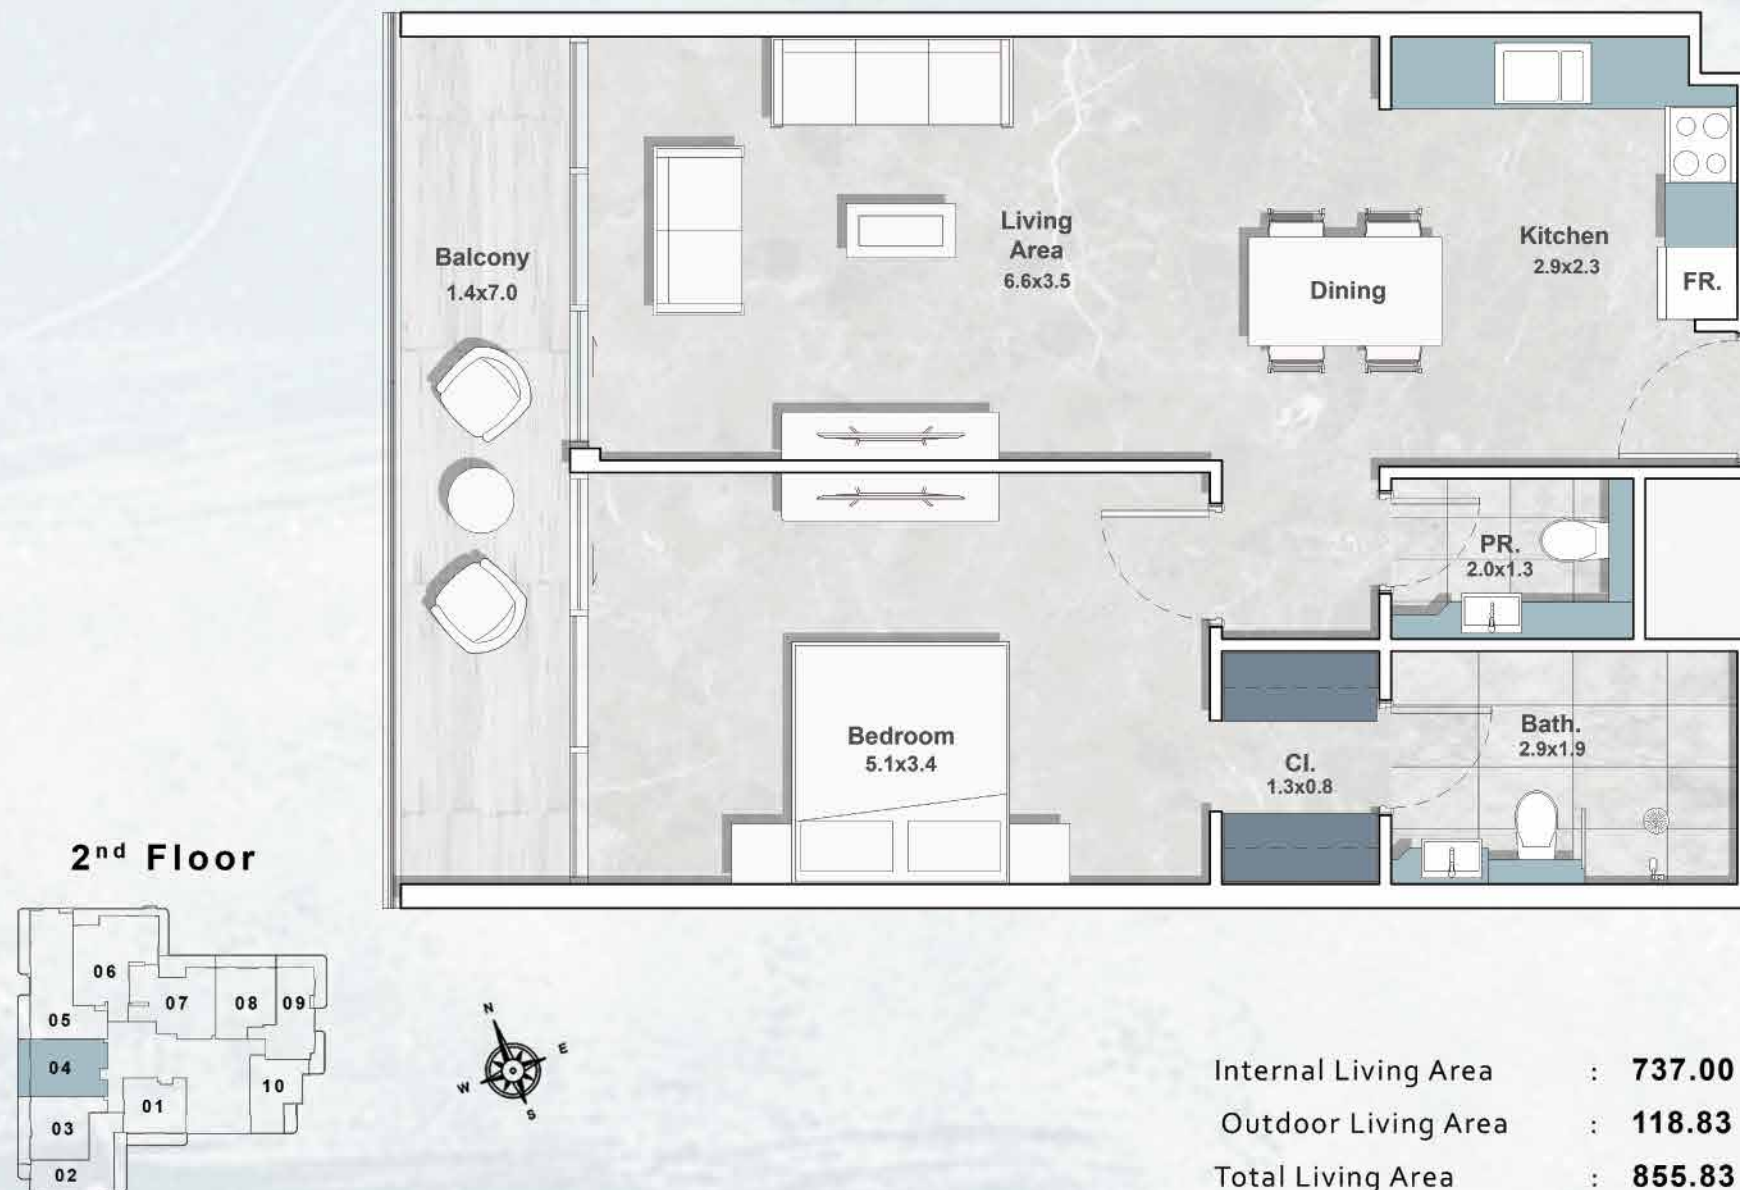 Balcony
1.4x7.0
Living
Area
6.6x3.5
Dining
Kitchen
2.9x2.3
FR.
PR.
2.0x1.3
Bedroom
5.1x3.4
Cl.
1.3x0.8
Bath.
2.9x1.9
2nd Floor
06
07
08
09
05
04
10
01
03
02
N
E
W
S
Internal Living Area : 737.00
Outdoor Living Area : 118.83
Total Living Area : 855.83